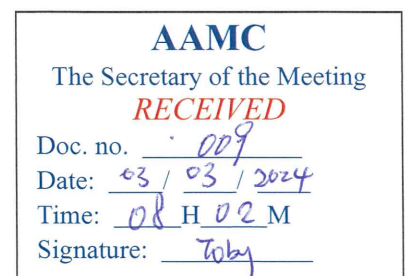 AAMC
The Secretary of the Meeting
RECEIVED
Doc. no. 009
Date: 03 / 03 / 2024
Time: 08 H 02 M
Signature: Toby